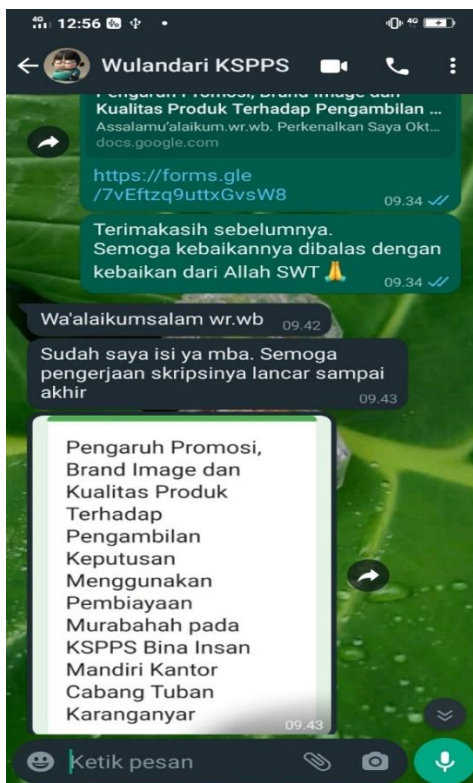 4G 12:56
4G
Wulandari KSPPS
Pengaruh Promosi, Brand Image dan
Kualitas Produk Terhadap Pengambilan ...
Assalamu'alaikum.wr.wb. Perkenalkan Saya Okt...
docs.google.com
https://forms.gle
/7vEftzq9uttxGvsW8
09.34
Terimakasih sebelumnya.
Semoga kebaikannya dibalas dengan
kebaikan dari Allah SWT 🙏
09.34
Wa'alaikumsalam wr.wb 09.42
Sudah saya isi ya mba. Semoga
pengerjaan skripsinya lancar sampai
akhir
09.43
Pengaruh Promosi,
Brand Image dan
Kualitas Produk
Terhadap
Pengambilan
Keputusan
Menggunakan
Pembiayaan
Murabahah pada
KSPPS Bina Insan
Mandiri Kantor
Cabang Tuban
Karanganyar
09.43
Ketik pesan